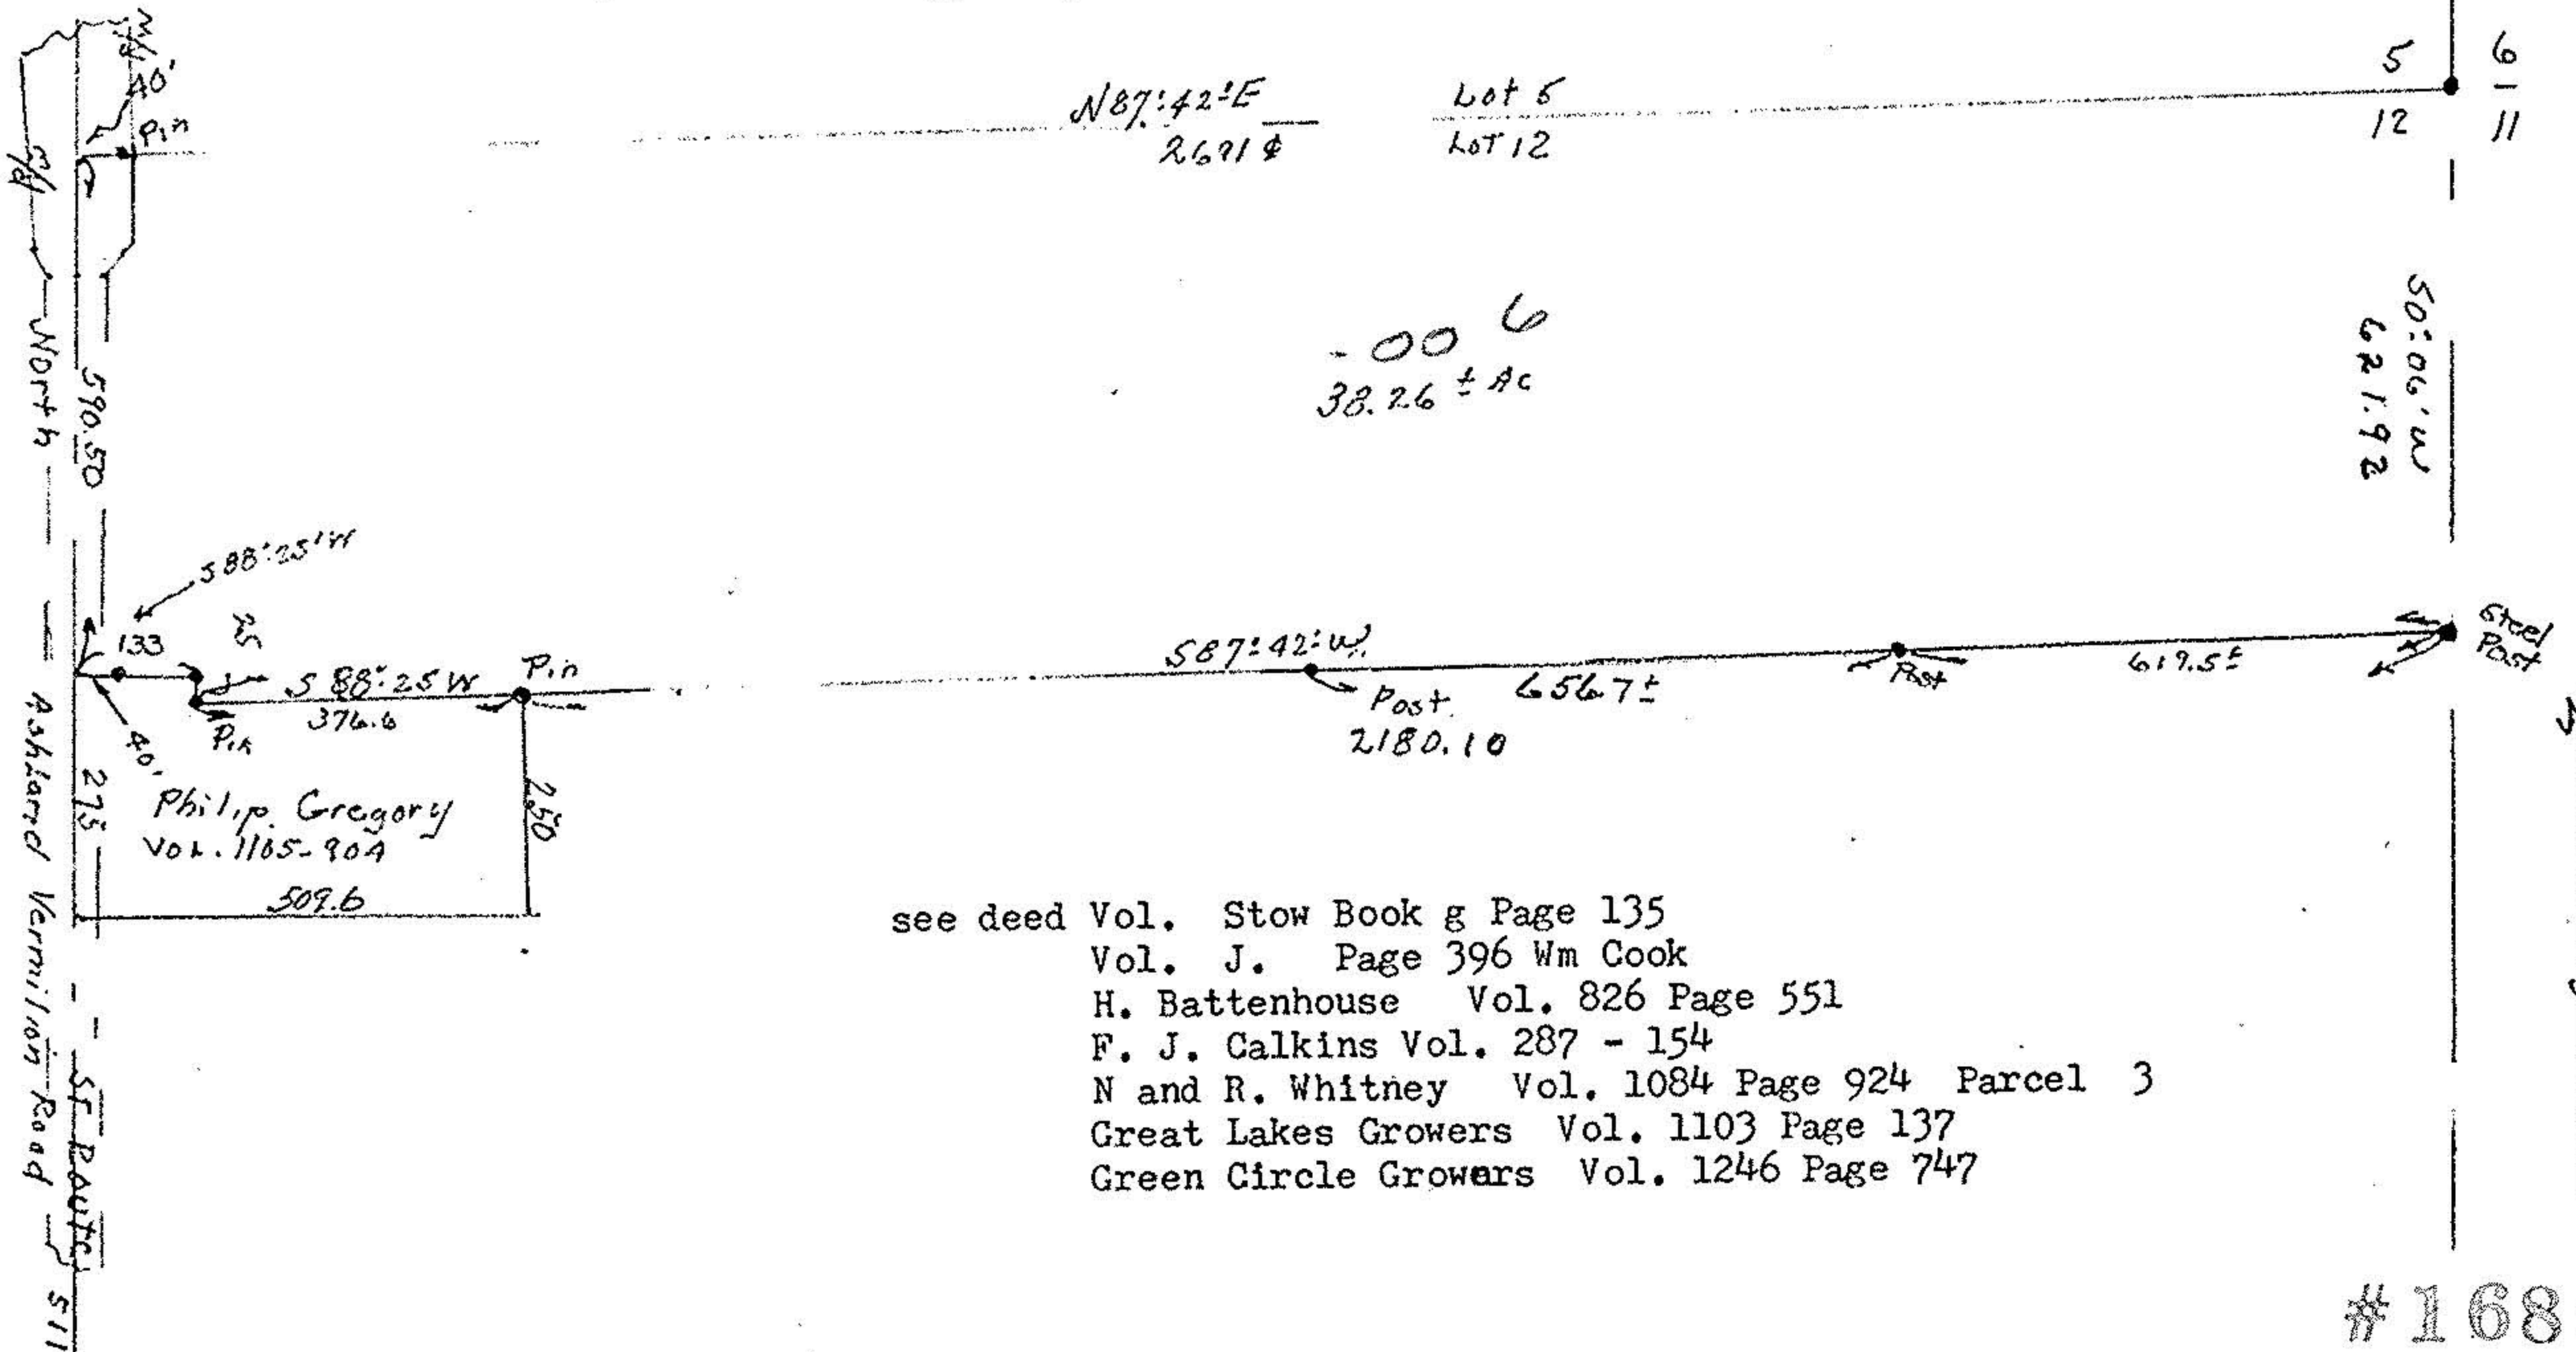 40'
Pin
N87:42'E
2691 ¢
Lot 5
LOT 12
5
6
12
11
North
590.50
- 00 6
38.26 ± AC
S0:06'W
621.92
S88:25'W
133
25
S 88:25 W
376.6
Pin
Pin
40'
S87:42'W.
Post.
2180.10
656.7±
Post
619.5±
Steel
Post
275
Philip Gregory
VOL. 1105-904
250
509.6
Ashland Vermilion Road
ST Route
511
see deed Vol. Stow Book g Page 135
Vol. J. Page 396 Wm Cook
H. Battenhouse Vol. 826 Page 551
F. J. Calkins Vol. 287 - 154
N and R. Whitney Vol. 1084 Page 924 Parcel 3
Great Lakes Growers Vol. 1103 Page 137
Green Circle Growers Vol. 1246 Page 747
#168